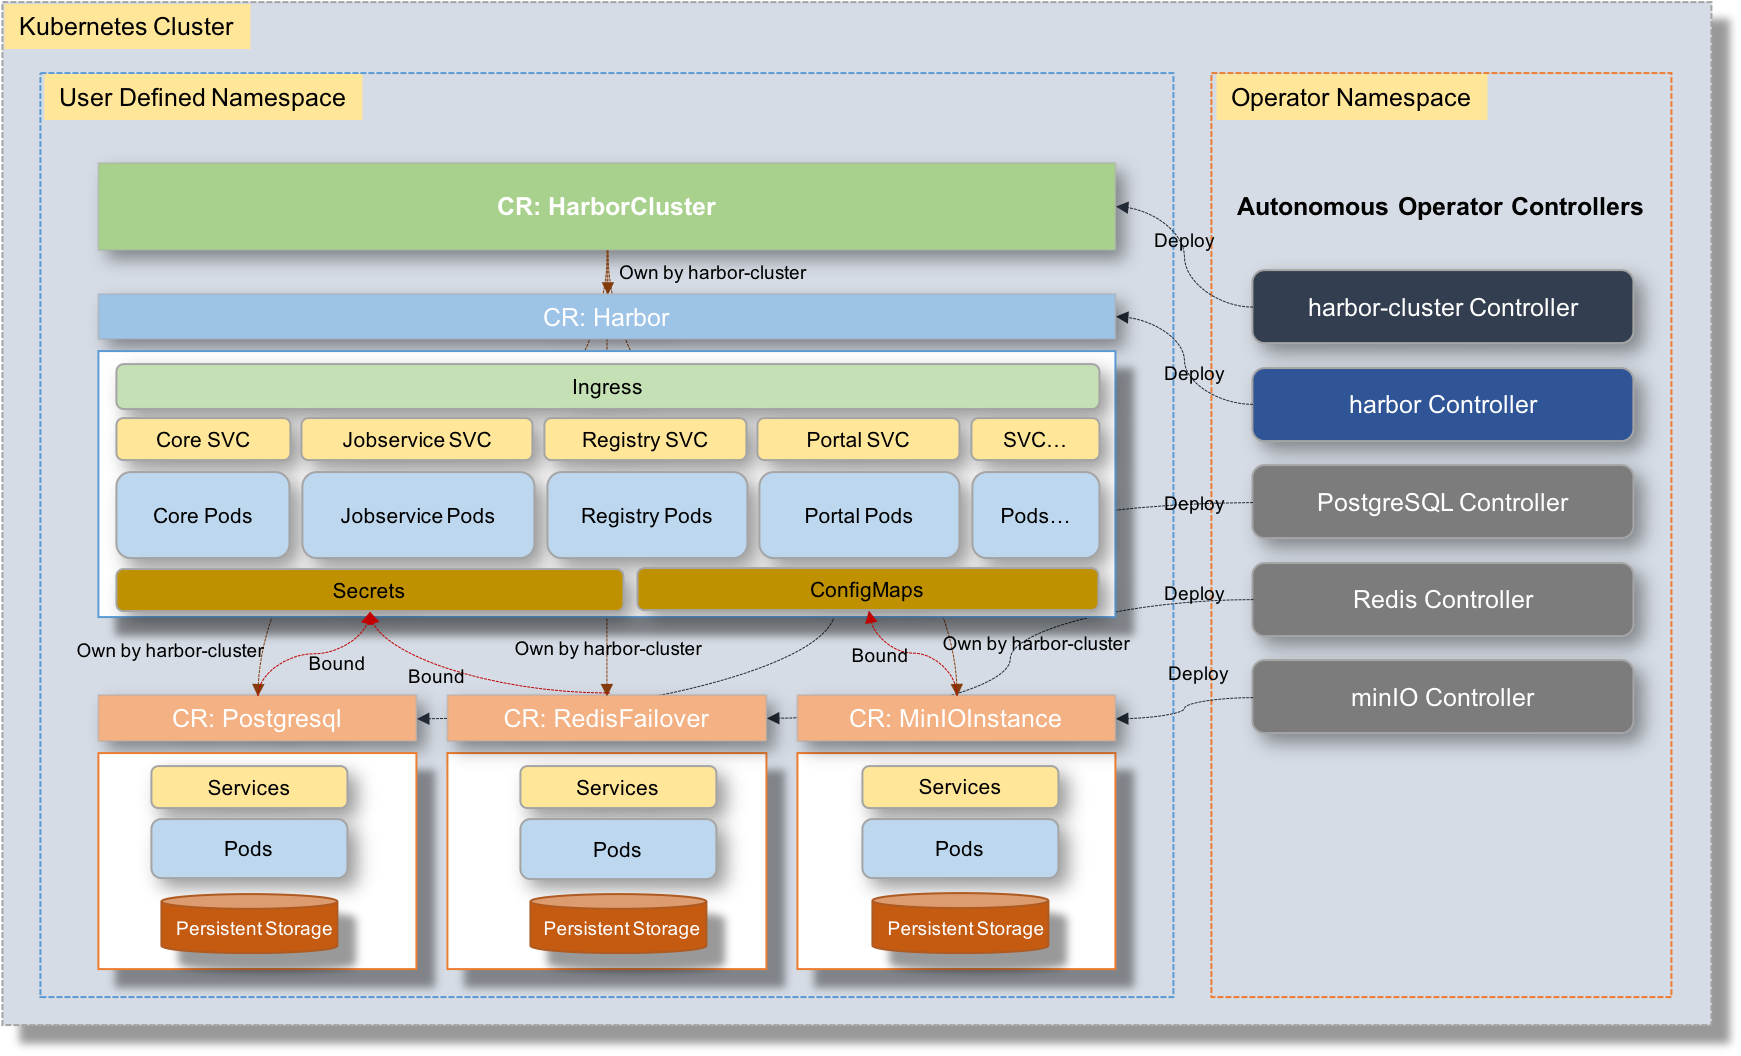 Kubernetes Cluster
User Defined Namespace
Operator Namespace
CR: HarborCluster
Autonomous Operator Controllers
Deploy
Own by harbor-cluster
harbor-cluster Controller
CR: Harbor
Deploy
harbor Controller
Ingress
Core SVC
Jobservice SVC
Registry SVC
Portal SVC
SVC...
Core Pods
Jobservice Pods
Registry Pods
Portal Pods
Pods...
Deploy
PostgreSQL Controller
Secrets
ConfigMaps
Deploy
Redis Controller
Own by harbor-cluster
Bound
Bound
Own by harbor-cluster
Bound
Own by harbor-cluster
Deploy
minIO Controller
CR: Postgresql
CR: RedisFailover
CR: MinIOInstance
Services
Services
Services
Pods
Pods
Pods
Persistent Storage
Persistent Storage
Persistent Storage